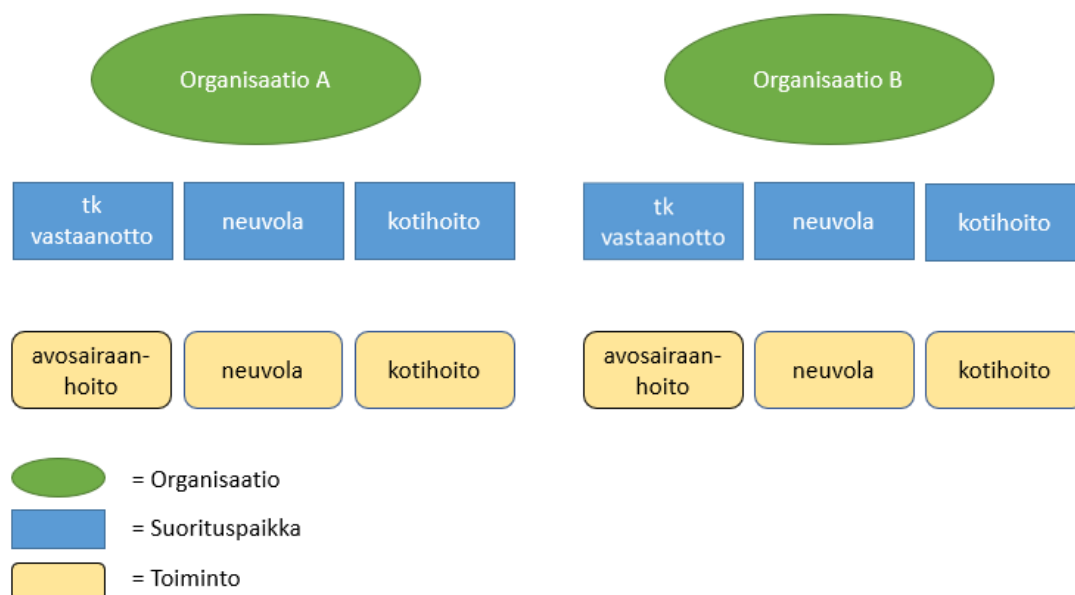 Organisaatio A
Organisaatio B
tk
vastaanotto
neuvola
kotihoito
tk
vastaanotto
neuvola
kotihoito
avosairaan-
hoito
neuvola
kotihoito
avosairaan-
hoito
neuvola
kotihoito
= Organisaatio
= Suorituspaikka
= Toiminto